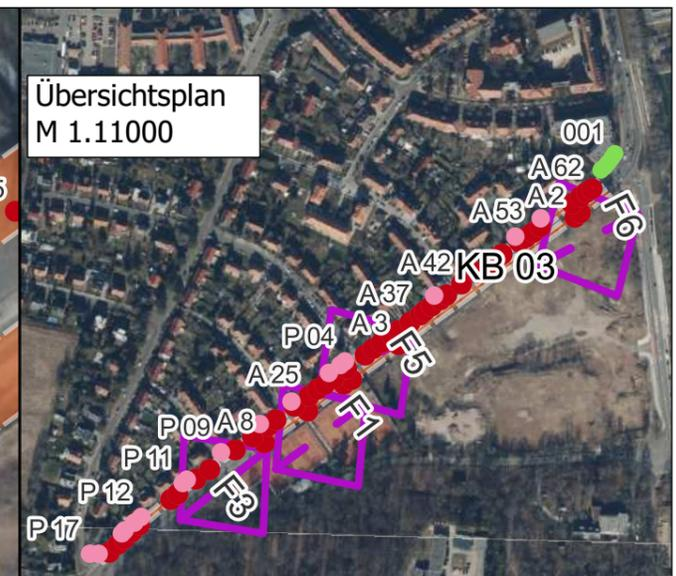 Übersichtsplan
M 1.11000
5
001
A 62
A 2
A 53
F6
A 42
KB 03
A 37
A 3
P 04
F5
A 25
F1
P 09
A 8
P 11
F3
P 12
P 17